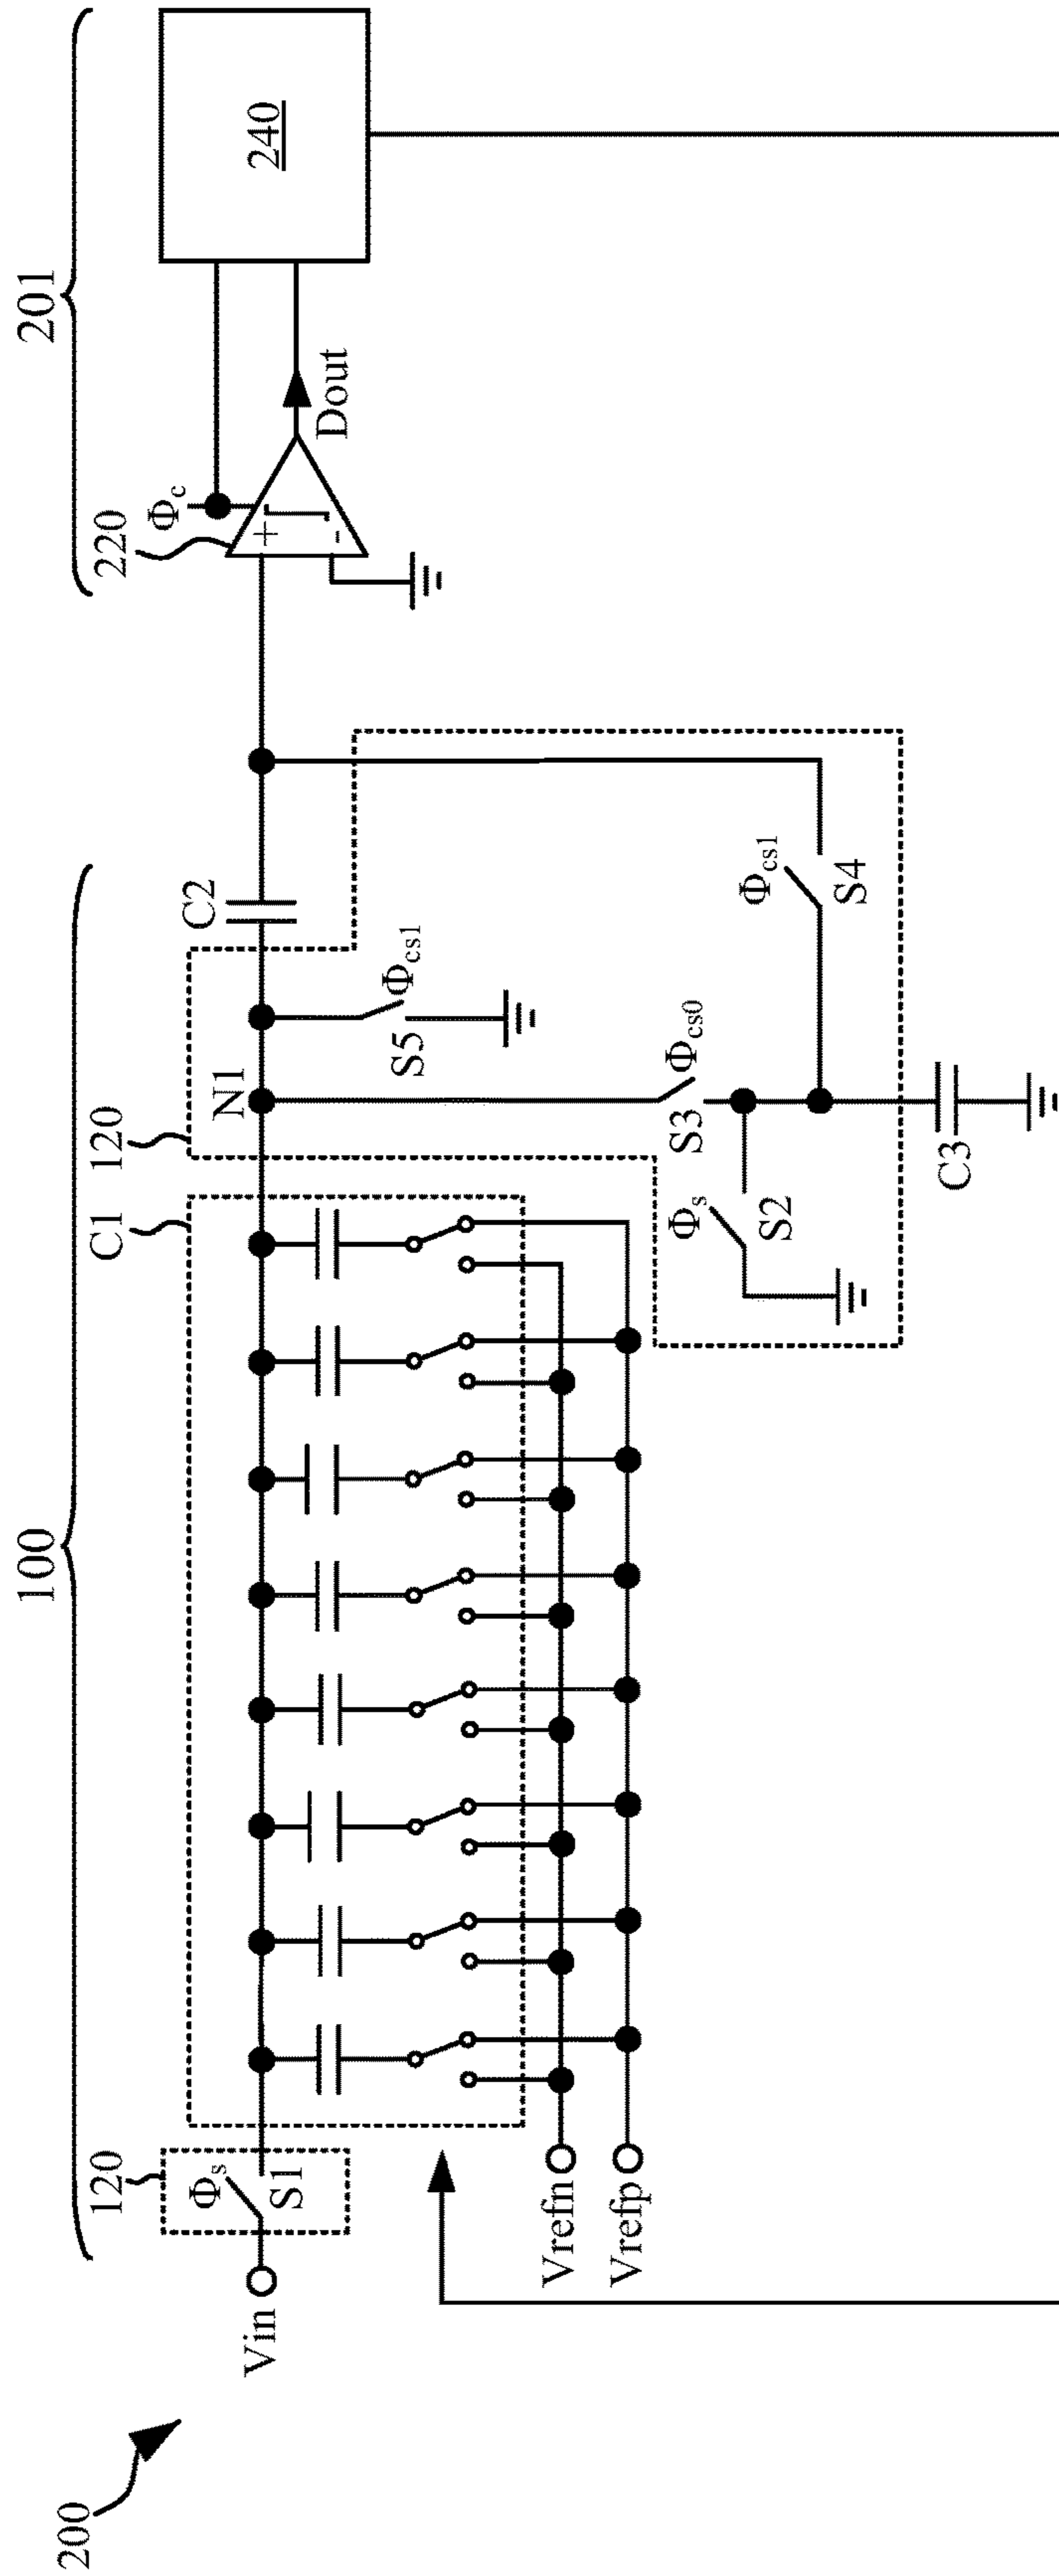 200
100
201
120
C1
120
C2
220
Φc
240
Vin
Φs
S1
N1
Φcs1
S5
+
-
Dout
Vrefn
Vrefp
Φs
S2
S3
Φcs0
Φcs1
S4
C3